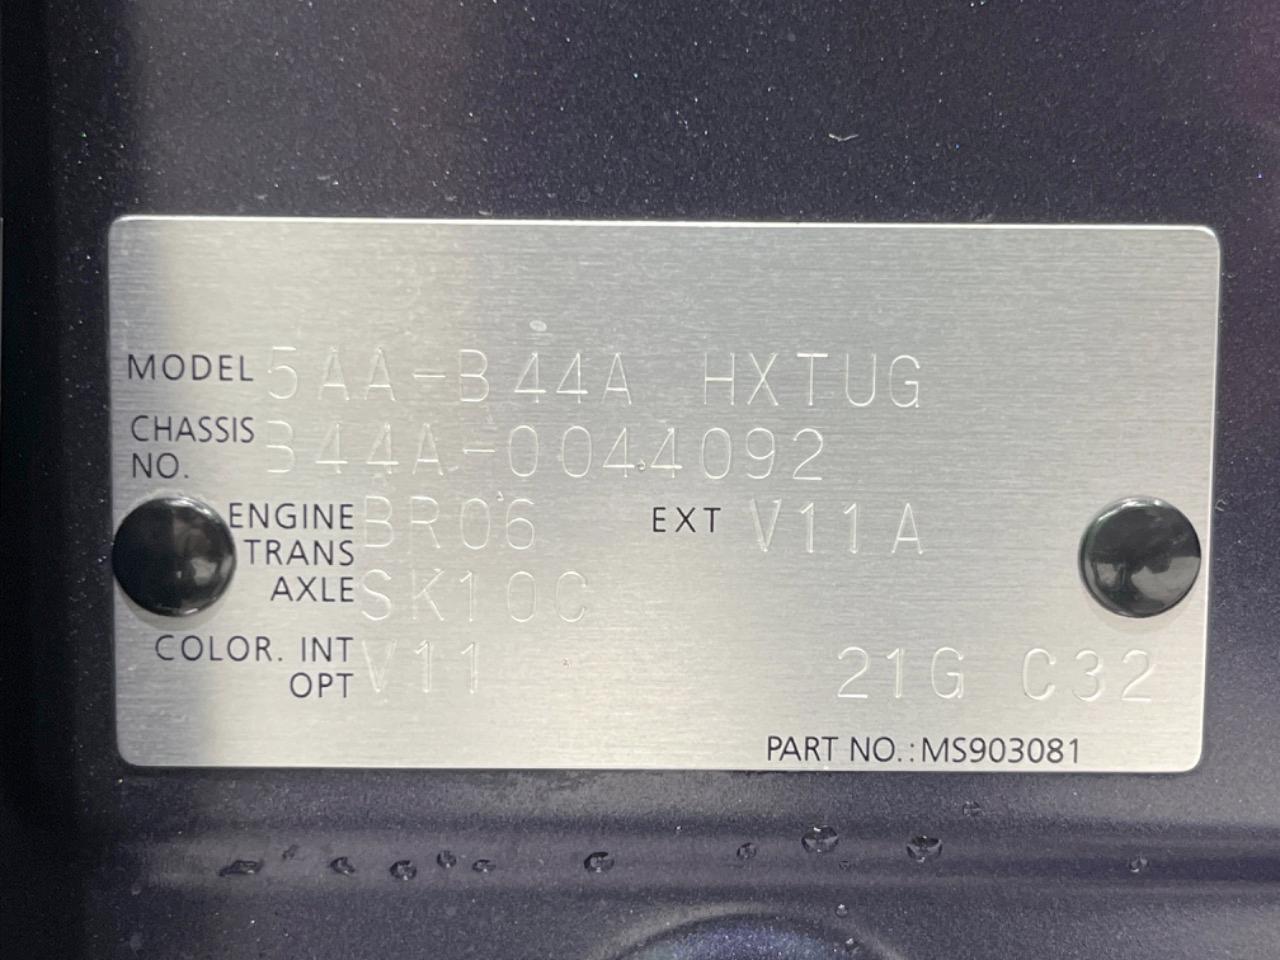 MODEL 5AA-B44A HXTUG
CHASSIS NO. B44A-0044092
ENGINE BR06 EXT V11A
TRANS AXLE SK10C
COLOR. INT OPT V11 21G C32
PART NO.: MS903081